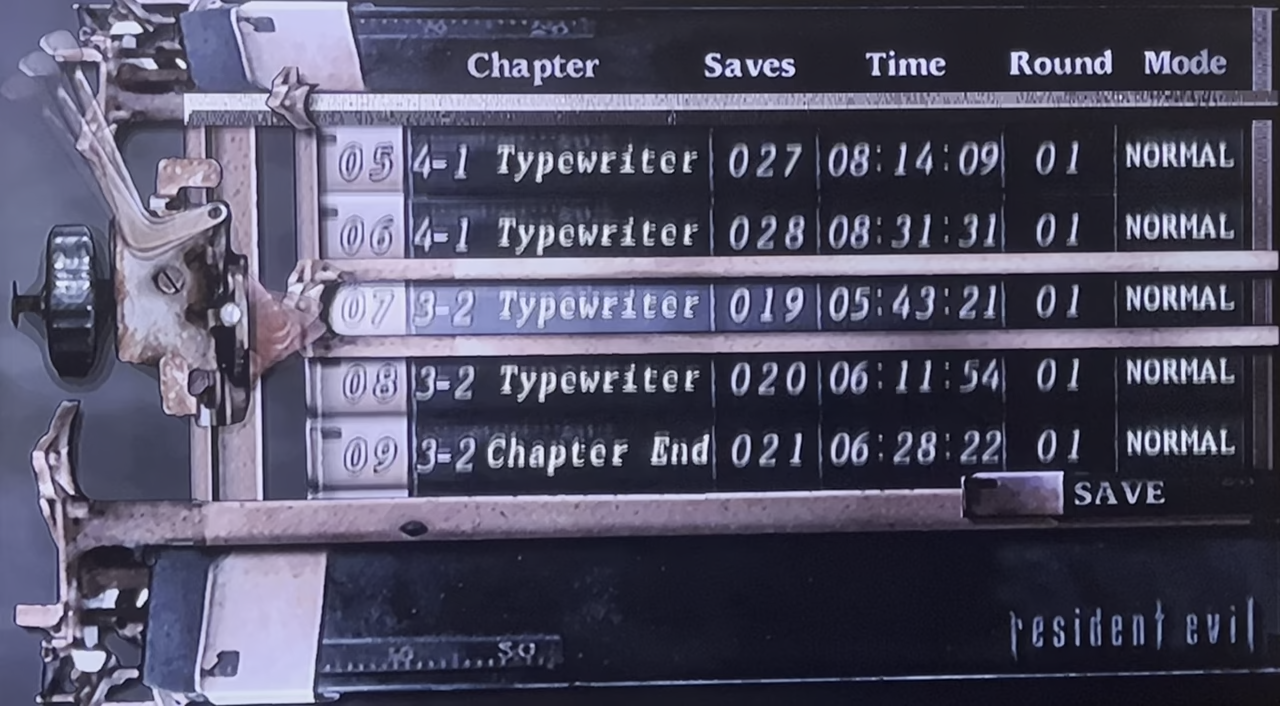 Chapter Saves Time Round Mode
05 4-1 Typewriter 027 08:14:09 01 NORMAL
06 4-1 Typewriter 028 08:31:31 01 NORMAL
07 3-2 Typewriter 019 05:43:21 01 NORMAL
08 3-2 Typewriter 020 06:11:54 01 NORMAL
09 3-2 Chapter End 021 06:28:22 01 NORMAL
SAVE
resident evil